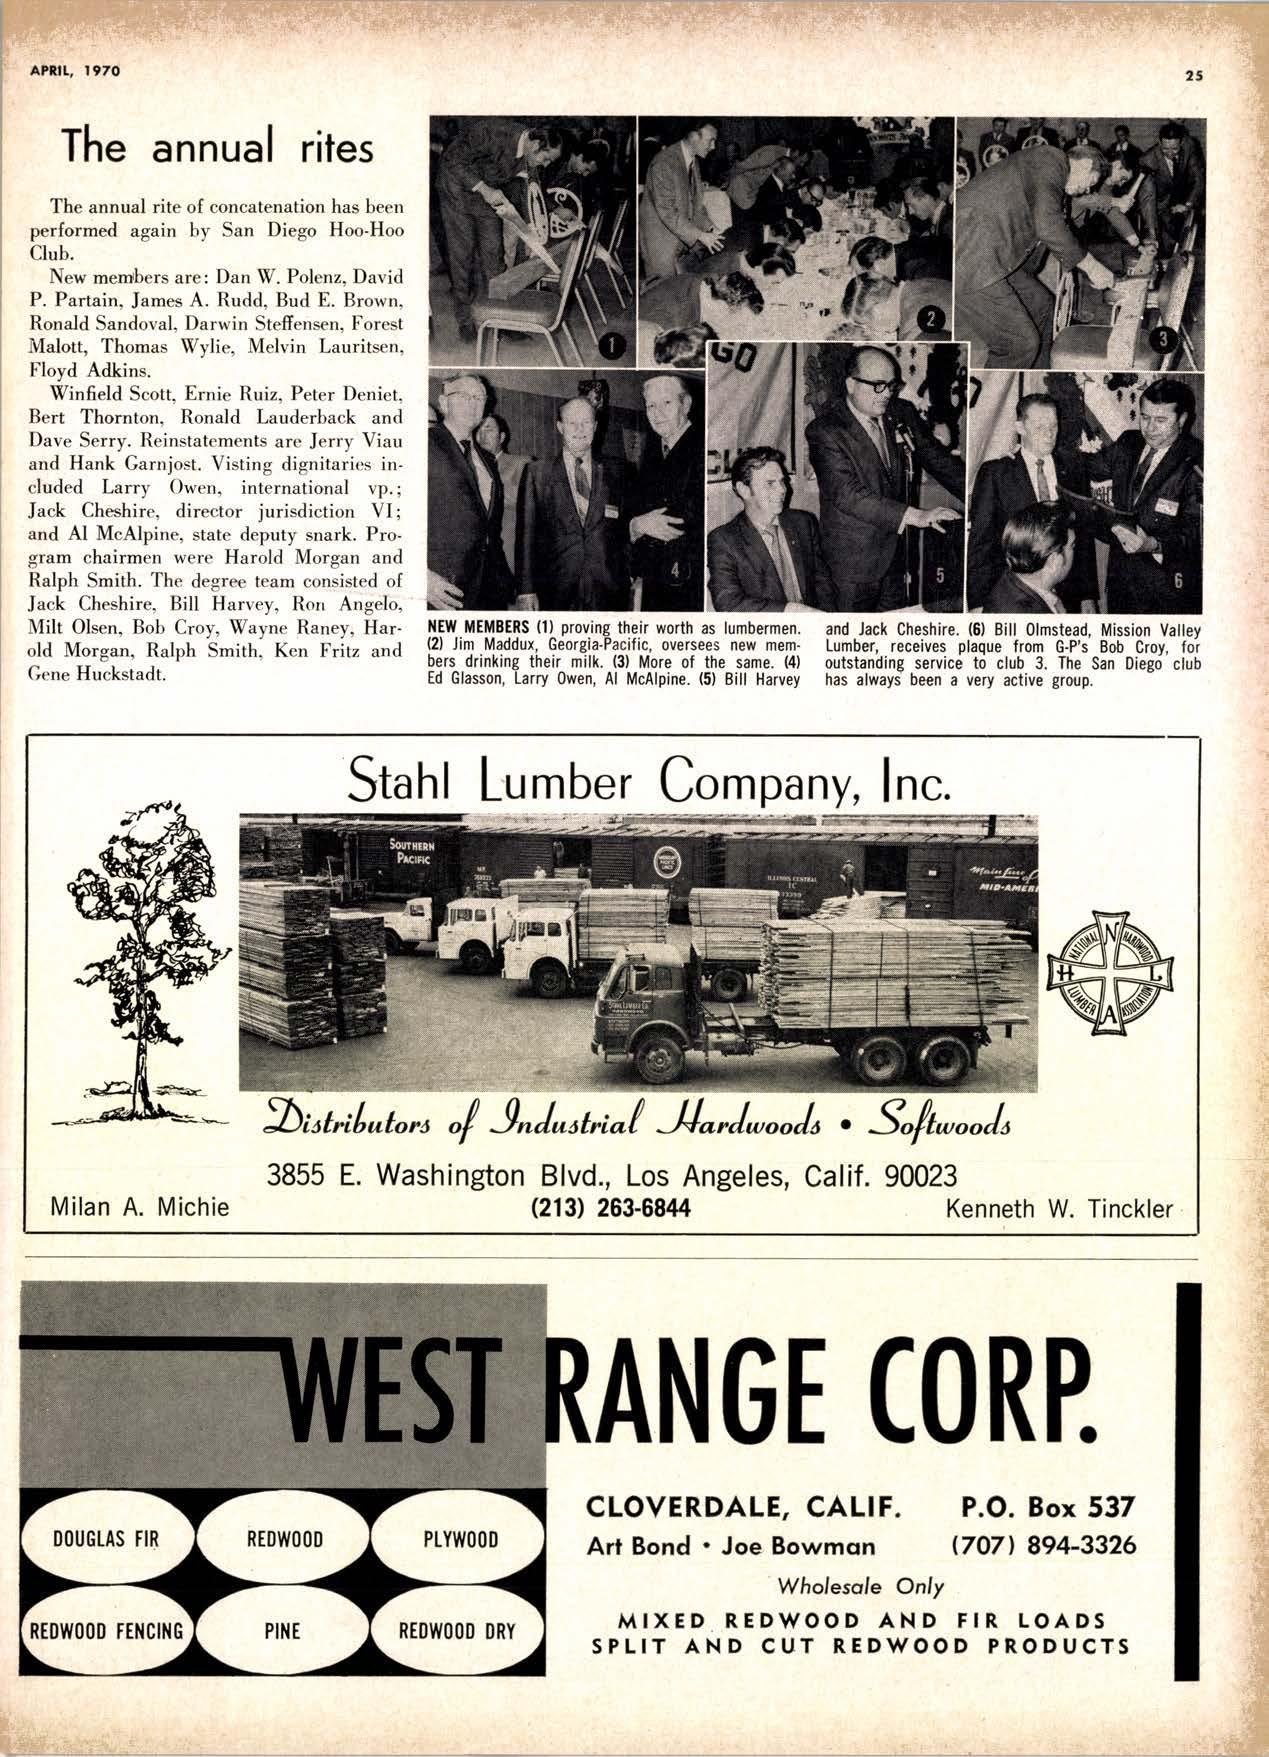 APRIL, 1970
25
The annual rites
The annual rite of concatenation has been
performed again by San Diego Hoo-Hoo
Club.
New members are: Dan W. Polenz, David
P. Partain, James A. Rudd, Bud E. Brown,
Ronald Sandoval, Darwin Steffensen, Forest
Malott, Thomas Wylie, Melvin Lauritsen,
Floyd Adkins.
Winfield Scott, Ernie Ruiz, Peter Deniet,
Bert Thornton, Ronald Lauderback and
Dave Serry. Reinstatements are Jerry Viau
and Hank Garnjost. Visting dignitaries in-
cluded Larry Owen, international vp.;
Jack Cheshire, director jurisdiction VI;
and Al McAlpine, state deputy snark. Pro-
gram chairmen were Harold Morgan and
Ralph Smith. The degree team consisted of
Jack Cheshire, Bill Harvey, Ron Angelo,
Milt Olsen, Bob Croy, Wayne Raney, Har-
old Morgan, Ralph Smith, Ken Fritz and
Gene Huckstadt.
1
2
3
GO
4
5
6
NEW MEMBERS (1) proving their worth as lumbermen.
(2) Jim Maddux, Georgia-Pacific, oversees new mem-
bers drinking their milk. (3) More of the same. (4)
Ed Glasson, Larry Owen, Al McAlpine. (5) Bill Harvey
and Jack Cheshire. (6) Bill Olmstead, Mission Valley
Lumber, receives plaque from G-P's Bob Croy, for
outstanding service to club 3. The San Diego club
has always been a very active group.
Stahl Lumber Company, Inc.
SOUTHERN
PACIFIC
ILLINOIS CENTRAL
IC
Main line
of
MID-AMERI
NATIONAL HARDWOOD
N
H L
A
LUMBER ASSOCIATION
Distributors of Industrial Hardwoods • Softwoods
3855 E. Washington Blvd., Los Angeles, Calif. 90023
Milan A. Michie
(213) 263-6844
Kenneth W. Tinckler
WEST RANGE CORP.
DOUGLAS FIR
REDWOOD
PLYWOOD
REDWOOD FENCING
PINE
REDWOOD DRY
CLOVERDALE, CALIF. P.O. Box 537
Art Bond • Joe Bowman (707) 894-3326
Wholesale Only
MIXED REDWOOD AND FIR LOADS
SPLIT AND CUT REDWOOD PRODUCTS